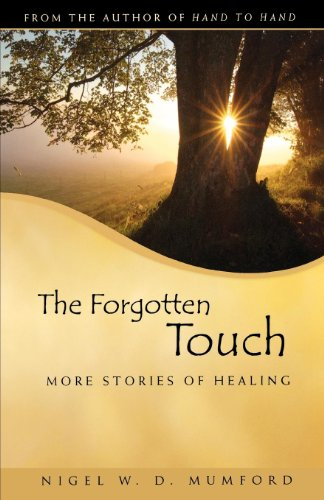 FROM THE AUTHOR OF HAND TO HAND
The Forgotten
Touch
MORE STORIES OF HEALING
NIGEL W. D. MUMFORD